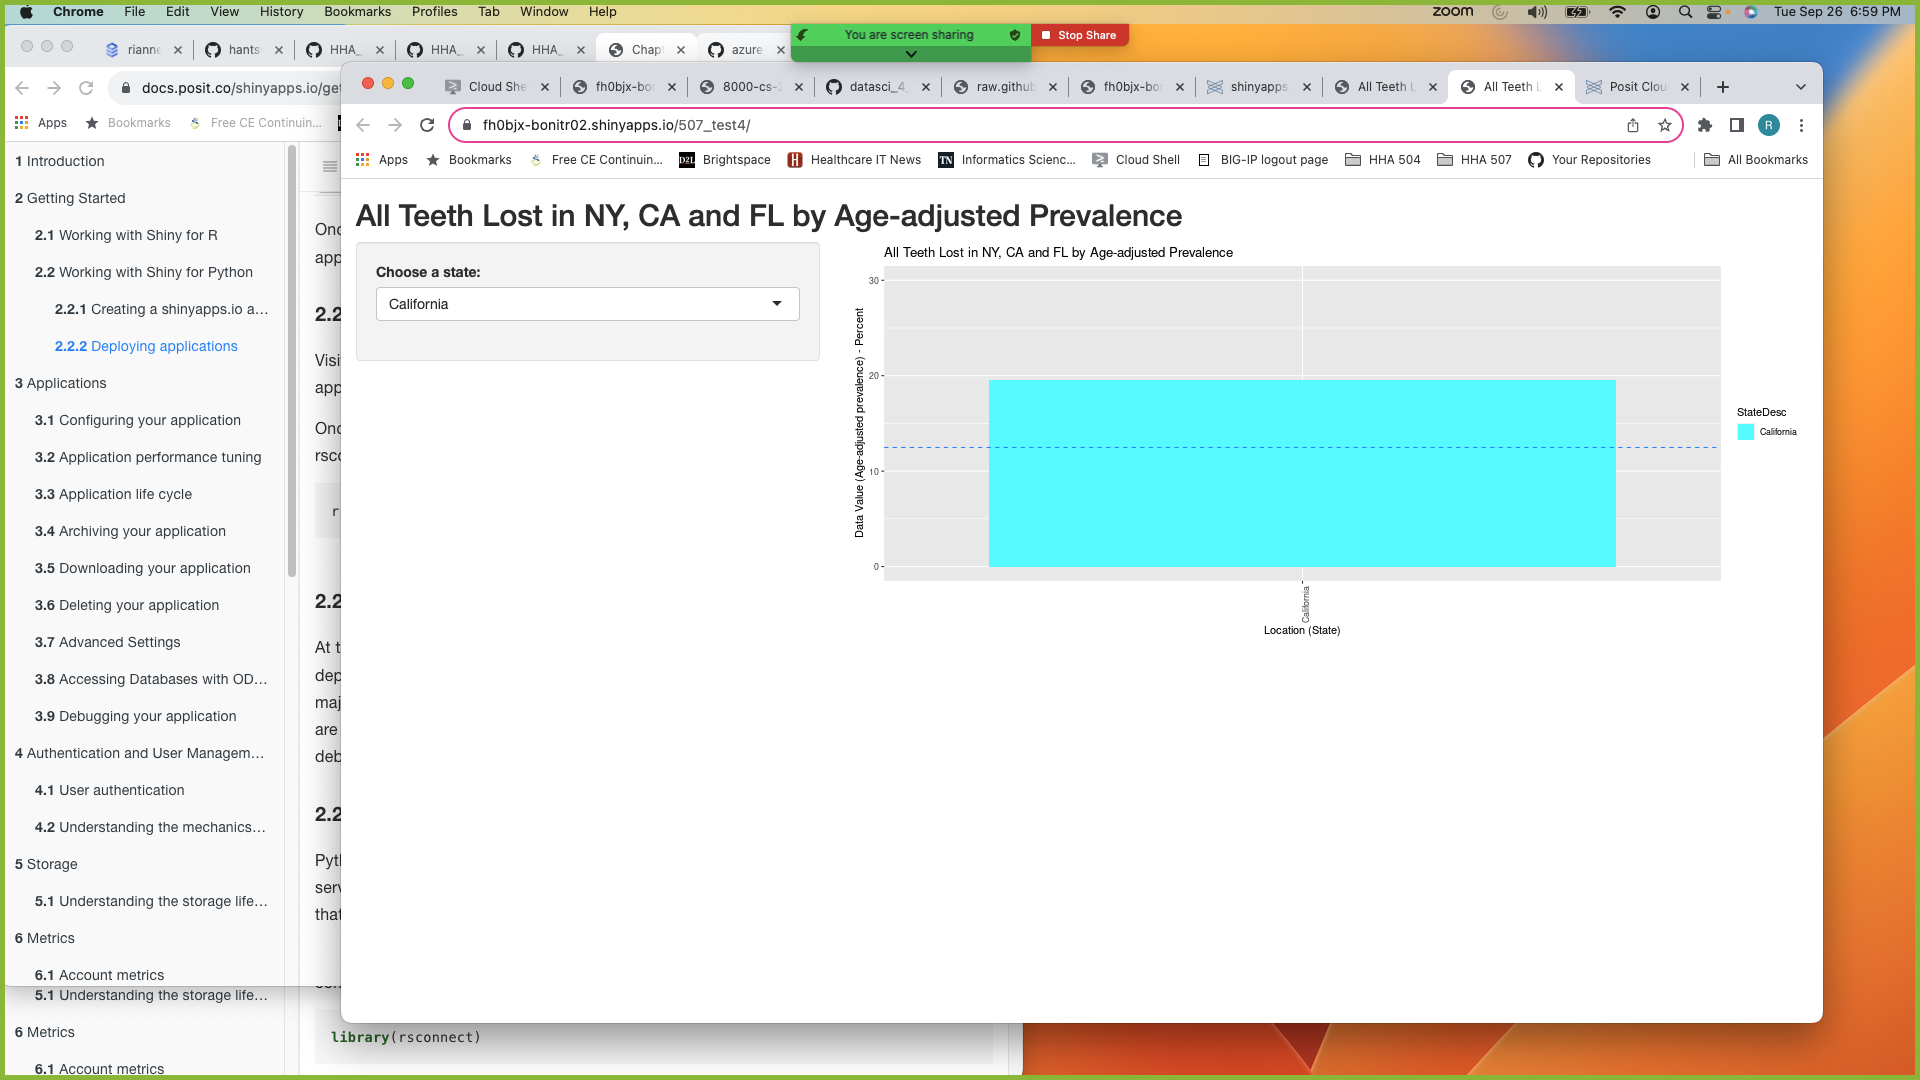 Chrome File Edit View History Bookmarks Profiles Tab Window Help
zoom Tue Sep 26 6:59 PM
You are screen sharing
Stop Share
rianne hants HHA_ HHA_ HHA_ Chap azure
docs.posit.co/shinyapps.io/get
Apps Bookmarks Free CE Continuin...
Cloud She fh0bjx-bo 8000-cs- datasci_4_ raw.githu fh0bjx-bo shinyapps All Teeth L All Teeth L Posit Clou
fh0bjx-bonitr02.shinyapps.io/507_test4/
R
Apps Bookmarks Free CE Continuin... D2L Brightspace H Healthcare IT News TN Informatics Scienc... Cloud Shell BIG-IP logout page HHA 504 HHA 507 Your Repositories All Bookmarks
1 Introduction
2 Getting Started
2.1 Working with Shiny for R
2.2 Working with Shiny for Python
2.2.1 Creating a shinyapps.io a...
2.2.2 Deploying applications
3 Applications
3.1 Configuring your application
3.2 Application performance tuning
3.3 Application life cycle
3.4 Archiving your application
3.5 Downloading your application
3.6 Deleting your application
3.7 Advanced Settings
3.8 Accessing Databases with OD...
3.9 Debugging your application
4 Authentication and User Managem...
4.1 User authentication
4.2 Understanding the mechanics...
5 Storage
5.1 Understanding the storage life...
6 Metrics
6.1 Account metrics
5.1 Understanding the storage life...
6 Metrics
6.1 Account metrics
Onc
app
2.2
Visi
app
Onc
rsco
r
2.2
At t
dep
maj
are
deb
2.2
Pyth
serv
that
library(rsconnect)
All Teeth Lost in NY, CA and FL by Age-adjusted Prevalence
Choose a state:
California
All Teeth Lost in NY, CA and FL by Age-adjusted Prevalence
Data Value (Age-adjusted prevalence) - Percent
30
20
10
0
California
Location (State)
StateDesc
California